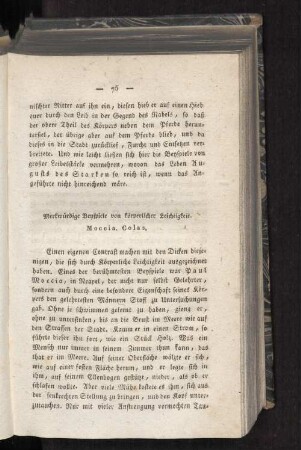 — 76 —
nischter Ritter auf ihn ein, diesen hieb er auf einen Hieb
quer durch den Leib in der Gegend des Nabels, so daß
der obere Theil des Körpers neben dem Pferde herun-
terfiel, der übrige aber auf dem Pferde blieb, und da
dieses in die Stadt zurücklief, Furcht und Entsetzen ver-
breitete. Und wie ließen sich hier die Beyspiele von
großer Leibesstärke vermehren, wovon das Leben Au-
gusts des Starken so reich ist, wenn das An-
geführte nicht hinreichend wäre.
Merkwürdige Beyspiele von körperlicher Leichtigkeit.
Moccia. Colas.
Einen eigenen Contrast machen mit den Dicken dieje-
nigen, die sich durch Körperliche Leichtigkeit ausgezeichnet
haben. Eines der berühmtesten Beyspiele war Paul
Moccia, in Neapel, der nicht nur selbst Gelehrter,
sondern auch durch eine besondere Eigenschaft seines Kör-
pers den gelehrtesten Männern Stoff zu Untersuchungen
gab. Ohne je schwimmen gelernt zu haben, gieng er,
ohne zu untersinken, bis an die Brust im Meer wie auf
den Straßen der Stadt. Kam er in einen Strom, so
führte ihn dieser fort, wie ein Stück Holz. Was ein
Mensch nur immer in seinem Zimmer thun kann, das
that er im Meere. Auf seiner Oberfläche wälzte er sich,
wie auf einer festen Fläche herum, und er legte sich in
ihm, auf seinem Ellenbogen gestützt, nieder, als ob er
schlafen wollte. Aber viele Mühe kostete es ihm, sich aus
der senkrechten Stellung zu bringen, und den Kopf unter-
zutauchen. Nur mit vieler Anstrengung vermochten Tau-